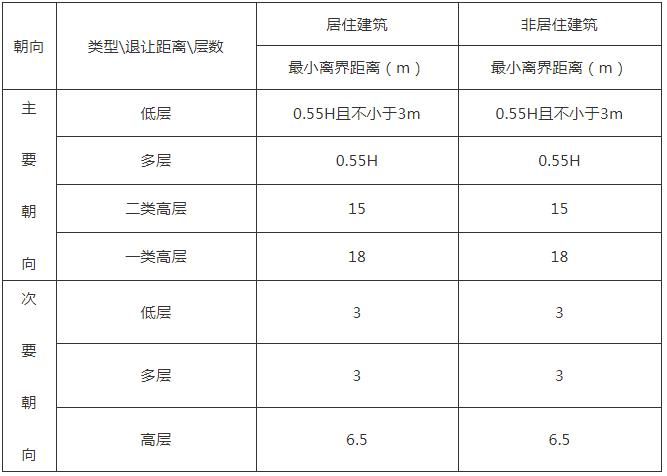 朝向 类型\退让距离\层数 居住建筑 非居住建筑
最小离界距离（m） 最小离界距离（m）
主要朝向 低层 0.55H且不小于3m 0.55H且不小于3m
多层 0.55H 0.55H
二类高层 15 15
一类高层 18 18
次要朝向 低层 3 3
多层 3 3
高层 6.5 6.5